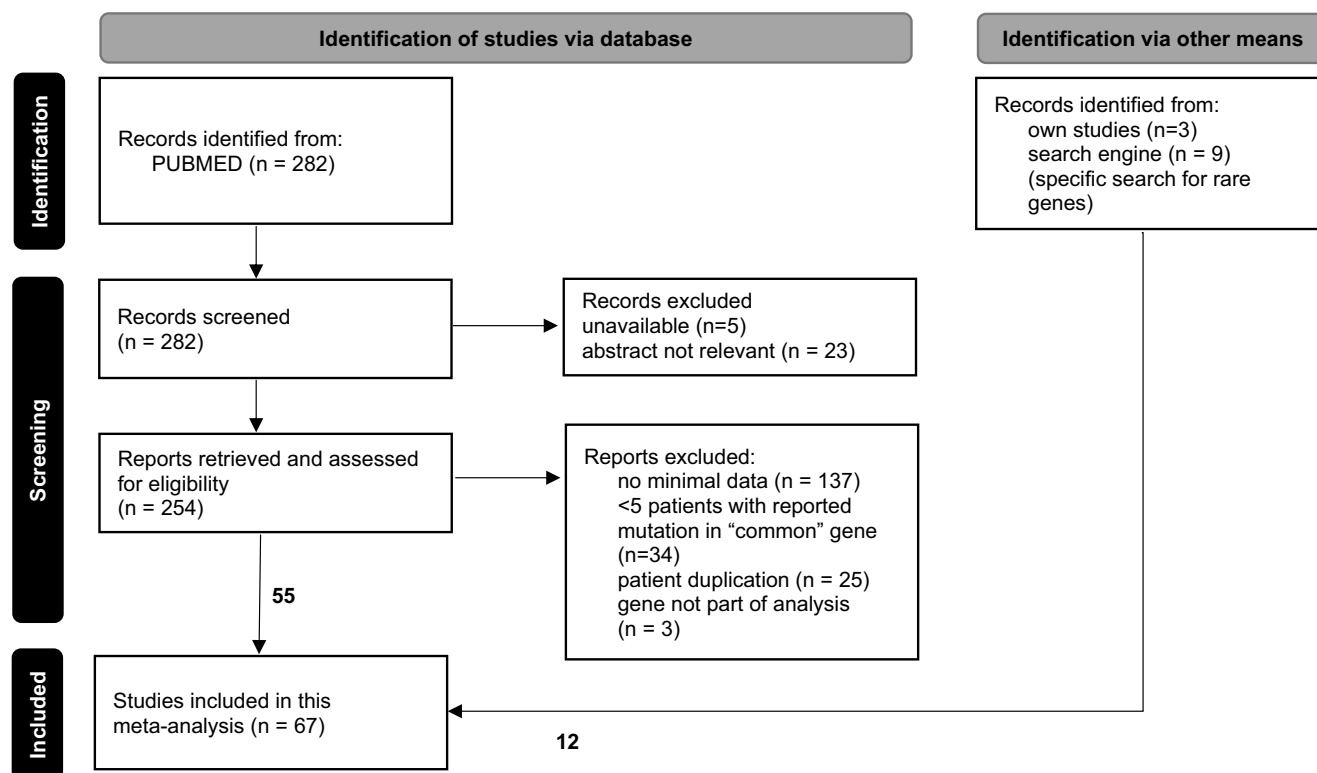 Identification of studies via database
Identification via other means
Identification
Records identified from:
PUBMED (n = 282)
Records identified from:
own studies (n=3)
search engine (n = 9)
(specific search for rare
genes)
Screening
Records screened
(n = 282)
Records excluded
unavailable (n=5)
abstract not relevant (n = 23)
Reports retrieved and assessed
for eligibility
(n = 254)
Reports excluded:
no minimal data (n = 137)
<5 patients with reported
mutation in “common” gene
(n=34)
patient duplication (n = 25)
gene not part of analysis
(n = 3)
55
Included
Studies included in this
meta-analysis (n = 67)
12